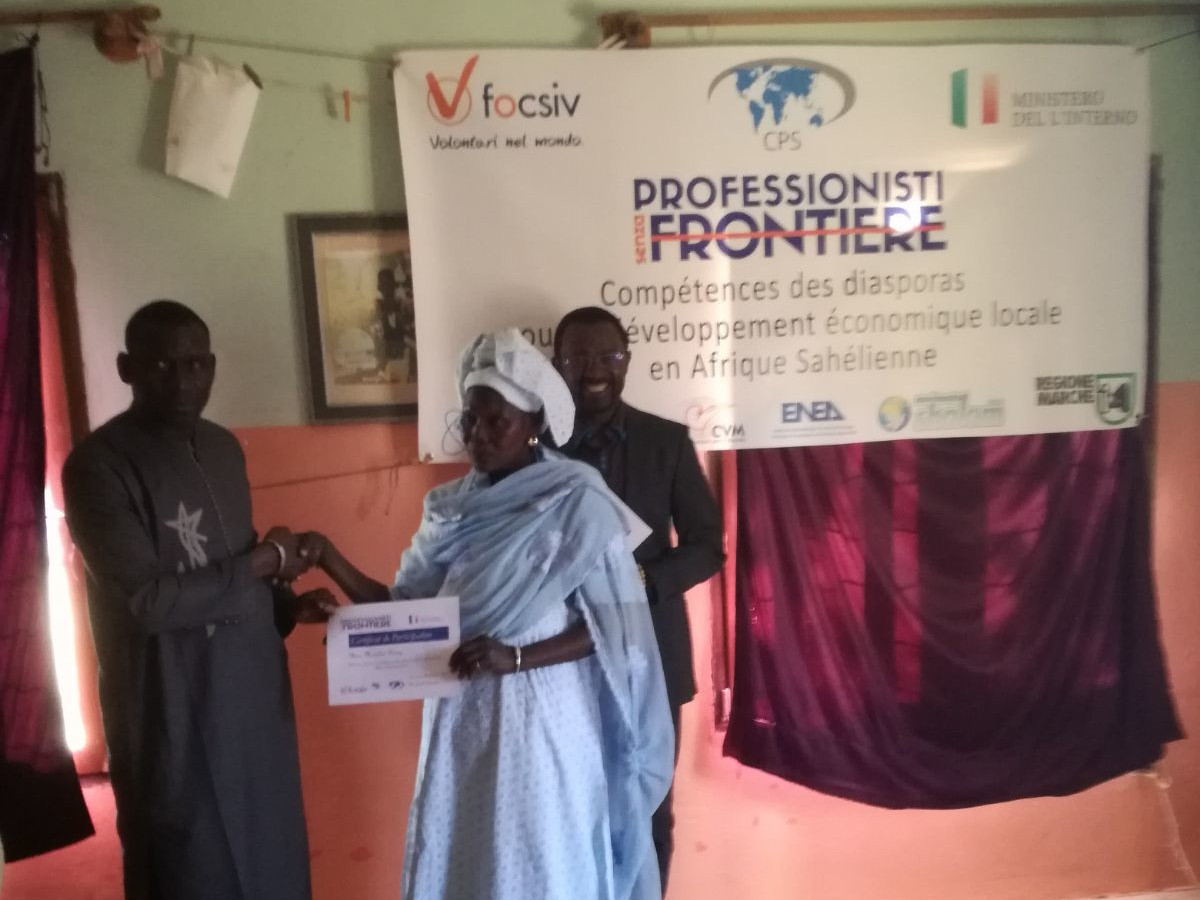 focsiv
Volontari nel mondo.
CPS
MINISTERO
DELL'INTERNO
PROFESSIONISTI
senza
FRONTIERE
Compétences des diasporas
développement économique locale
en Afrique Sahélienne
CVM
ENEA
REGIONE
MARCHE
PROFESSIONISTI
FRONTIERE
Certificat de Participation